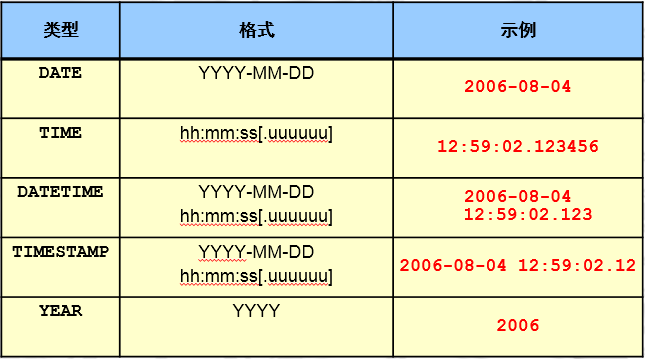 类型 格式 示例
DATE YYYY-MM-DD 2006-08-04
TIME hh:mm:ss[.uuuuuu] 12:59:02.123456
DATETIME YYYY-MM-DD 2006-08-04
hh:mm:ss[.uuuuuu] 12:59:02.123
TIMESTAMP YYYY-MM-DD
hh:mm:ss[.uuuuuu] 2006-08-04 12:59:02.12
YEAR YYYY 2006